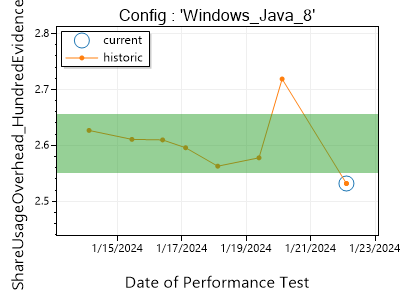 Config : 'Windows_Java_8'
current
historic
2.8
2.7
2.6
2.5
ShareUsageOverhead_HundredEvidence
1/15/2024
1/17/2024
1/19/2024
1/21/2024
1/23/2024
Date of Performance Test